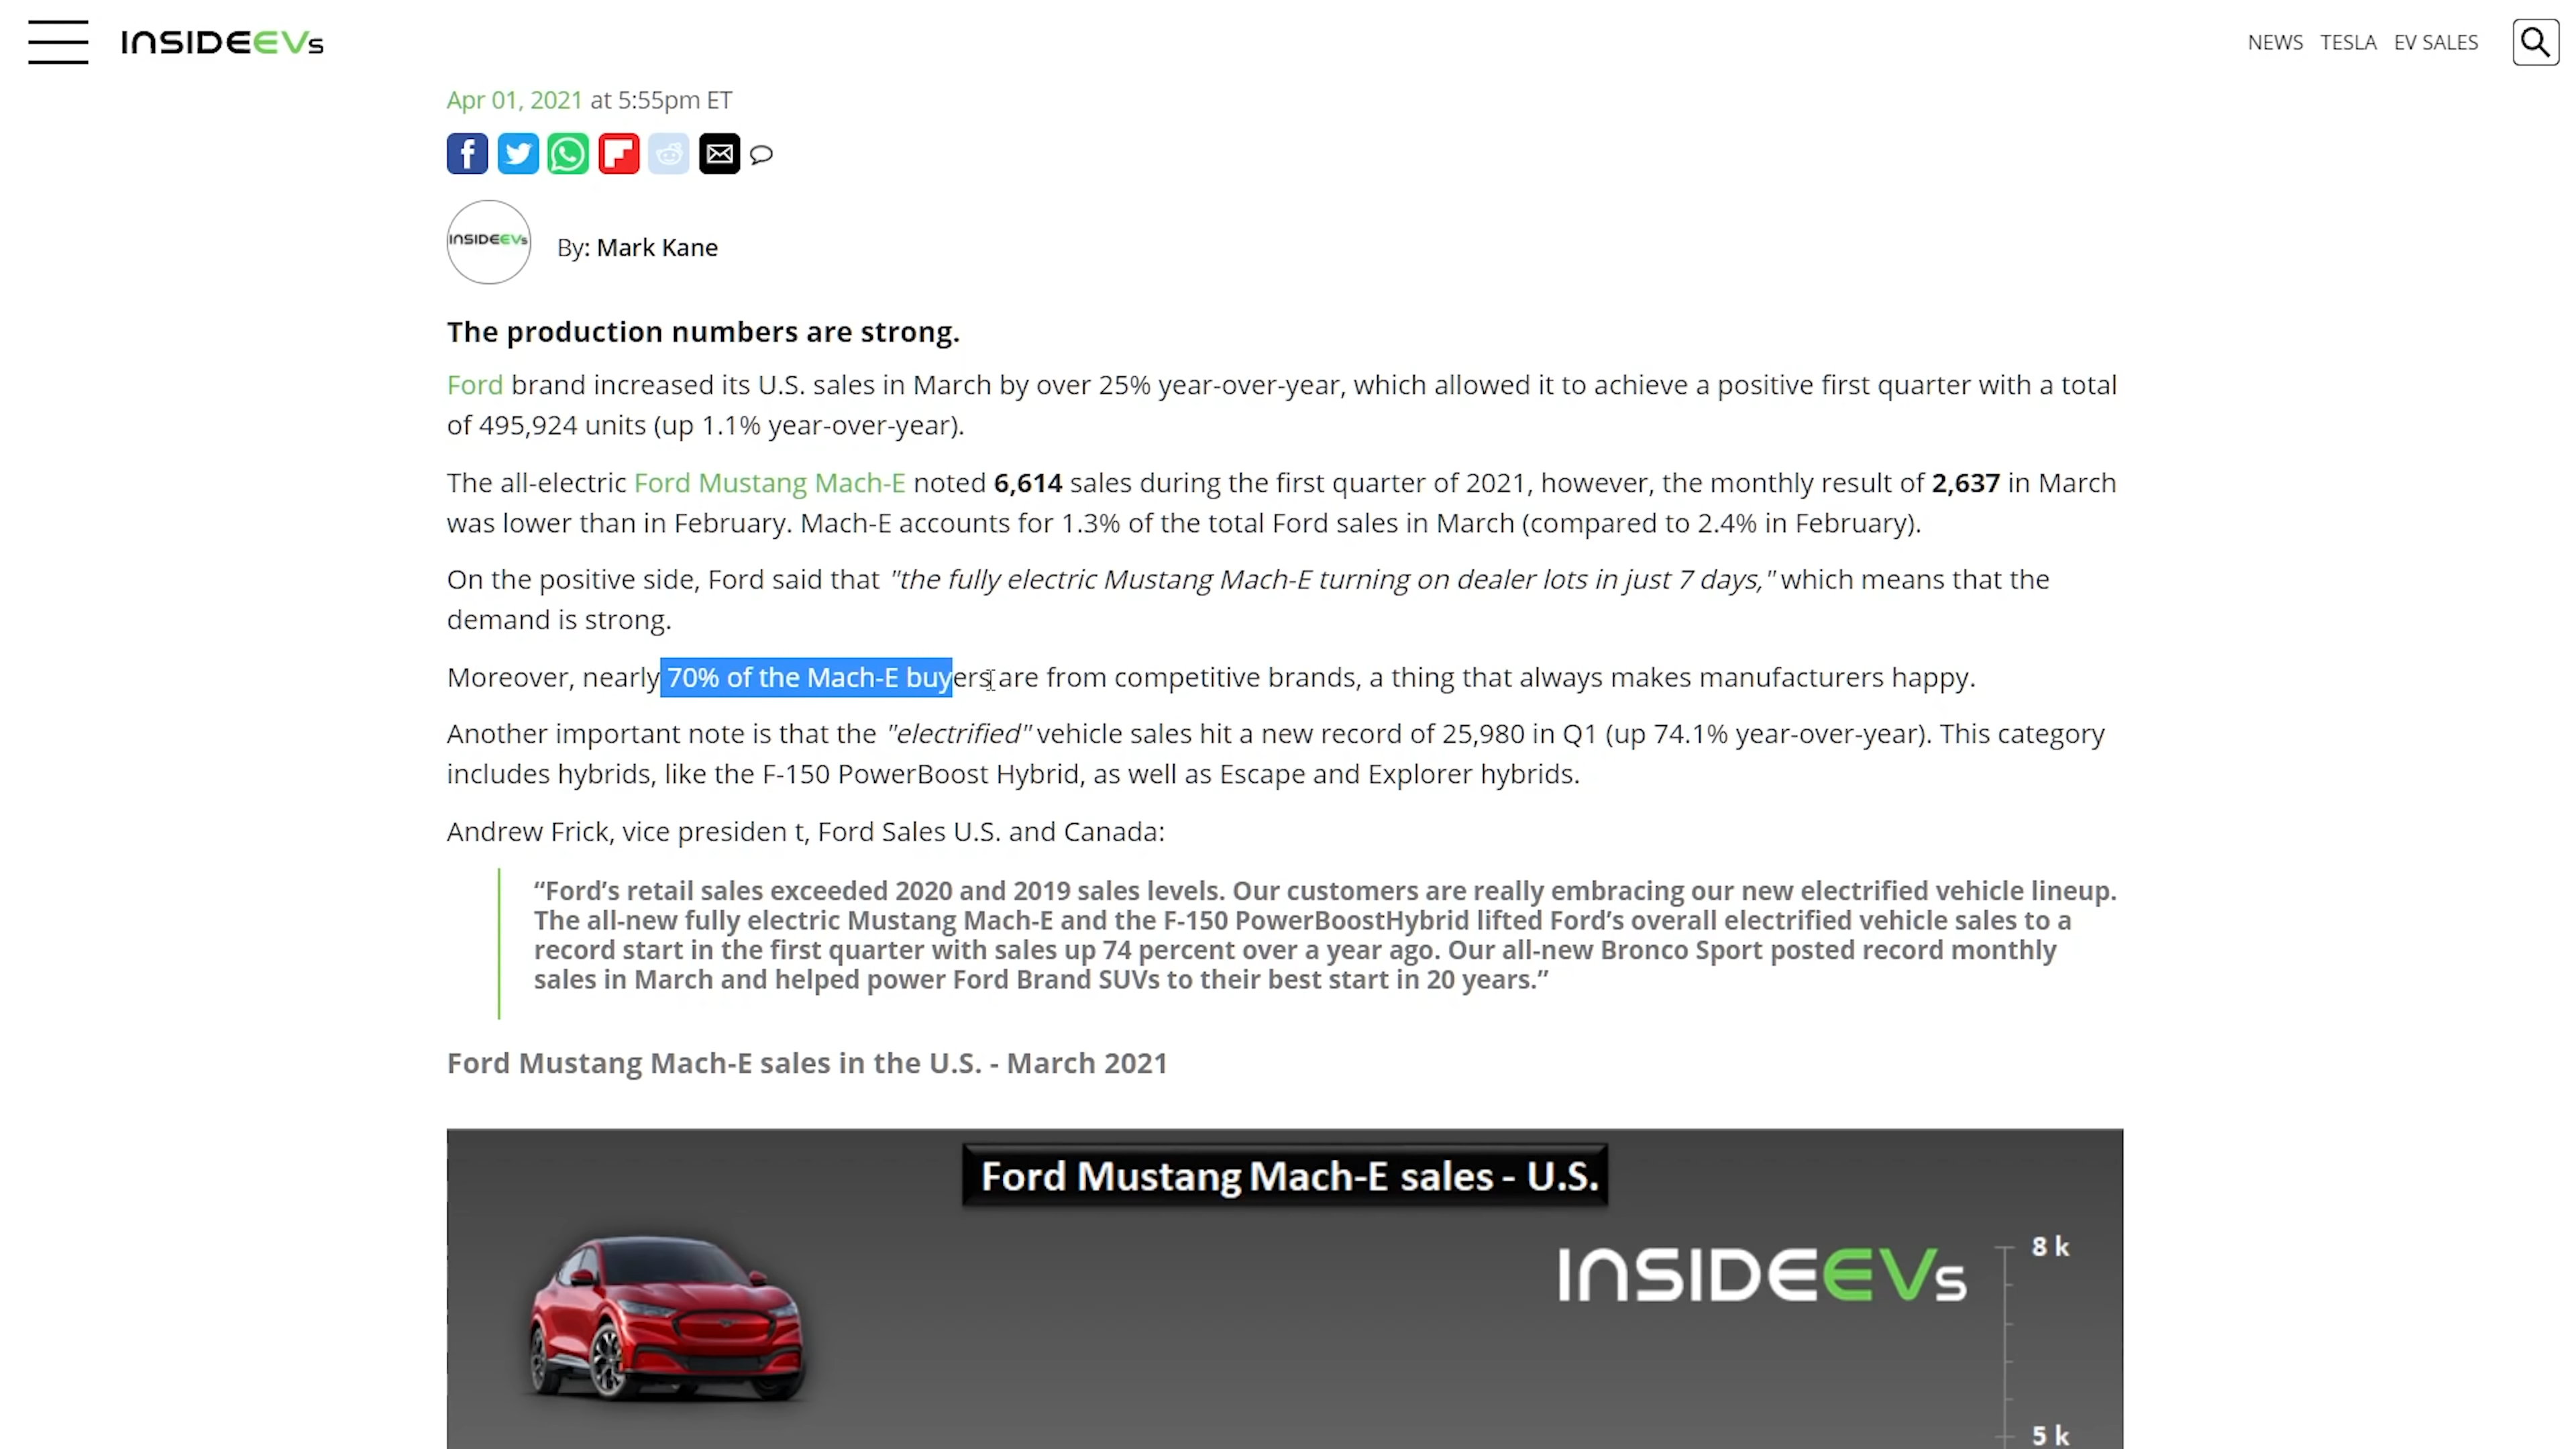 INSIDEEVs
NEWS TESLA EV SALES
Apr 01, 2021 at 5:55pm ET
INSIDEEVs
By: Mark Kane
The production numbers are strong.
Ford brand increased its U.S. sales in March by over 25% year-over-year, which allowed it to achieve a positive first quarter with a total
of 495,924 units (up 1.1% year-over-year).
The all-electric Ford Mustang Mach-E noted 6,614 sales during the first quarter of 2021, however, the monthly result of 2,637 in March
was lower than in February. Mach-E accounts for 1.3% of the total Ford sales in March (compared to 2.4% in February).
On the positive side, Ford said that "the fully electric Mustang Mach-E turning on dealer lots in just 7 days," which means that the
demand is strong.
Moreover, nearly 70% of the Mach-E buyers are from competitive brands, a thing that always makes manufacturers happy.
Another important note is that the "electrified" vehicle sales hit a new record of 25,980 in Q1 (up 74.1% year-over-year). This category
includes hybrids, like the F-150 PowerBoost Hybrid, as well as Escape and Explorer hybrids.
Andrew Frick, vice presiden t, Ford Sales U.S. and Canada:
“Ford’s retail sales exceeded 2020 and 2019 sales levels. Our customers are really embracing our new electrified vehicle lineup.
The all-new fully electric Mustang Mach-E and the F-150 PowerBoostHybrid lifted Ford’s overall electrified vehicle sales to a
record start in the first quarter with sales up 74 percent over a year ago. Our all-new Bronco Sport posted record monthly
sales in March and helped power Ford Brand SUVs to their best start in 20 years.”
Ford Mustang Mach-E sales in the U.S. - March 2021
Ford Mustang Mach-E sales - U.S.
INSIDEEVs
8 k
5 k